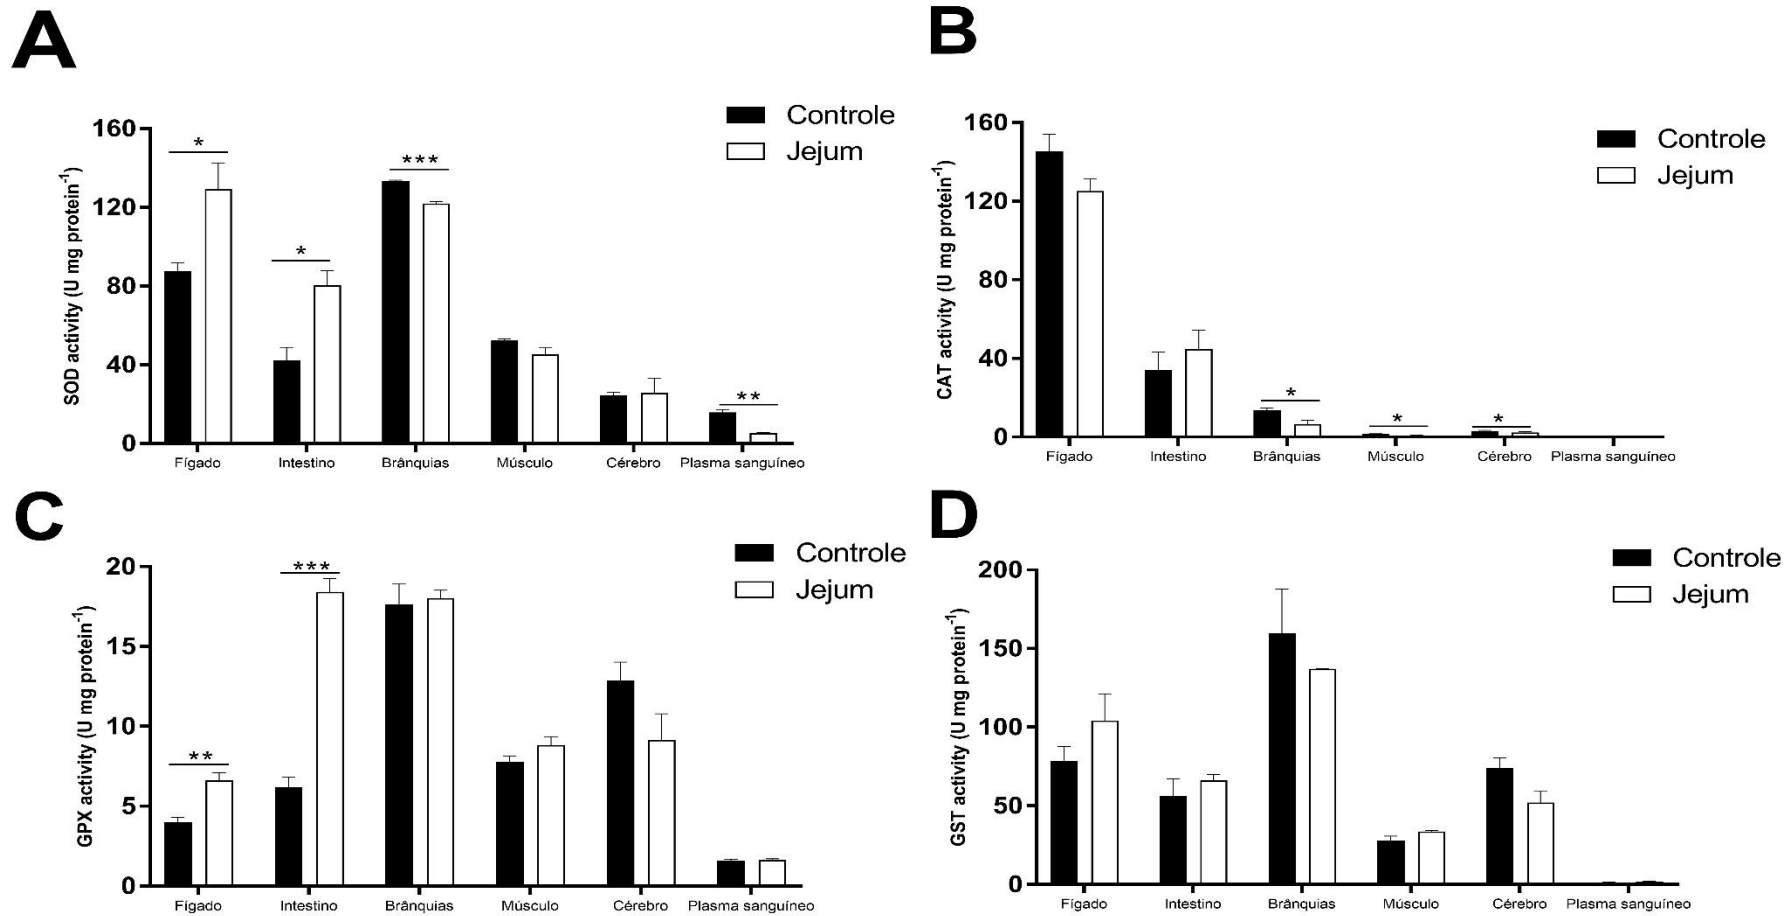 A
SOD activity (U mg protein-1)
160
120
80
40
0
*
*
***
**
Controle
Jejum
Fígado Intestino Brânquias Músculo Cérebro Plasma sanguíneo
B
CAT activity (U mg protein-1)
160
120
80
40
0
*
*
*
Controle
Jejum
Fígado Intestino Brânquias Músculo Cérebro Plasma sanguíneo
C
GPX activity (U mg protein-1)
20
15
10
5
0
**
***
Controle
Jejum
Fígado Intestino Brânquias Músculo Cérebro Plasma sanguíneo
D
GST activity (U mg protein-1)
200
150
100
50
0
Controle
Jejum
Fígado Intestino Brânquias Músculo Cérebro Plasma sanguíneo